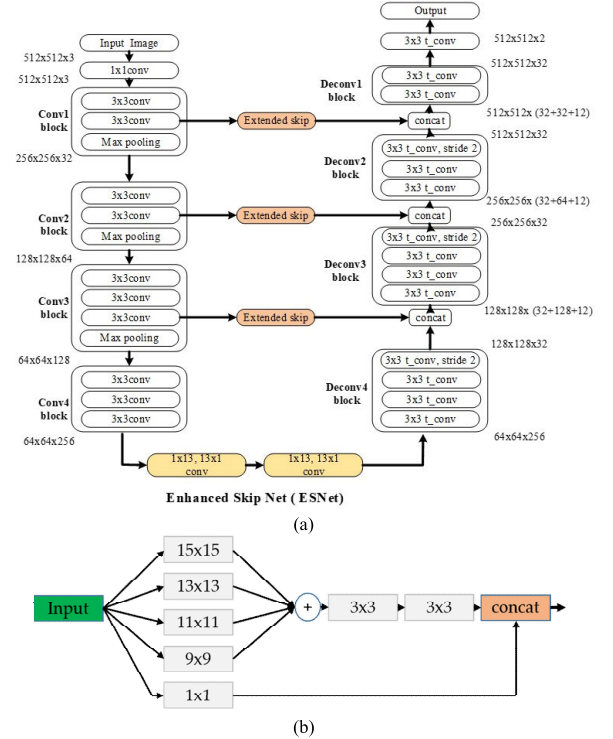 Input Image
512x512x3
1x1conv
512x512x3
Conv1
block
3x3conv
3x3conv
Max pooling
256x256x32
Conv2
block
3x3conv
3x3conv
Max pooling
128x128x64
Conv3
block
3x3conv
3x3conv
3x3conv
Max pooling
64x64x128
Conv4
block
3x3conv
3x3conv
3x3conv
64x64x256
Extended skip
Extended skip
Extended skip
1x13, 13x1
conv
1x13, 13x1
conv
Output
3x3 t_conv
512x512x2
512x512x32
Deconv1
block
3x3 t_conv
3x3 t_conv
concat
512x512x (32+32+12)
512x512x32
Deconv2
block
3x3 t_conv, stride 2
3x3 t_conv
3x3 t_conv
256x256x (32+64+12)
concat
256x256x32
Deconv3
block
3x3 t_conv, stride 2
3x3 t_conv
3x3 t_conv
3x3 t_conv
128x128x (32+128+12)
concat
128x128x32
Deconv4
block
3x3 t_conv, stride 2
3x3 t_conv
3x3 t_conv
3x3 t_conv
64x64x256
Enhanced Skip Net ( ESNet)
(a)
Input
15x15
13x13
11x11
9x9
1x1
+
3x3
3x3
concat
(b)